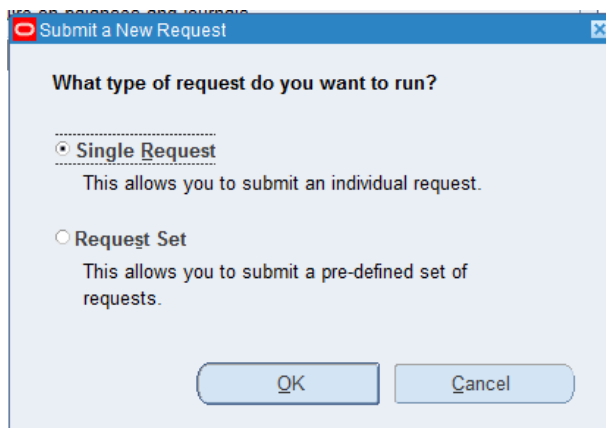 Submit a New Request
What type of request do you want to run?
Single Request
This allows you to submit an individual request.
Request Set
This allows you to submit a pre-defined set of
requests.
OK
Cancel